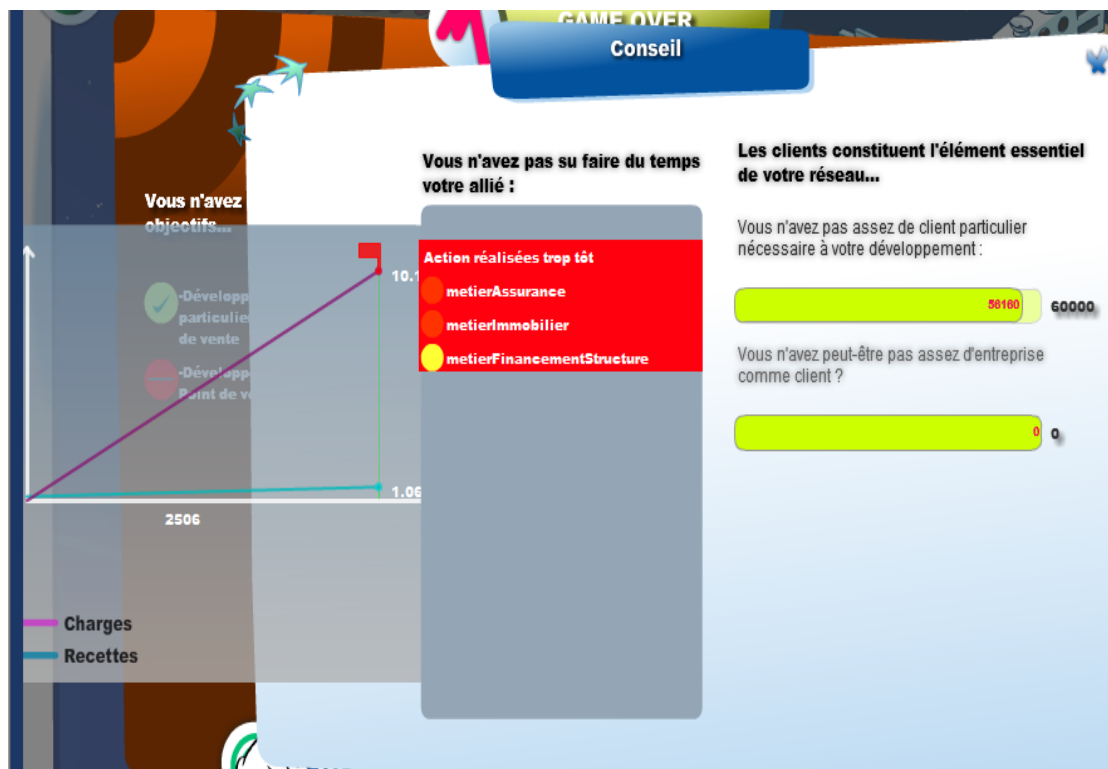 GAME OVER
Conseil
Vous n'avez
objectifs...
-Dévelop
particulie
de vente
-Dévelop
Point de v
10.1
1.06
2506
Charges
Recettes
Vous n'avez pas su faire du temps
votre allié :
Action réalisées trop tôt
metierAssurance
metierImmobilier
metierFinancementStructure
Les clients constituent l'élément essentiel
de votre réseau...
Vous n'avez pas assez de client particulier
nécessaire à votre développement :
56160 60000
Vous n'avez peut-être pas assez d'entreprise
comme client ?
0 0